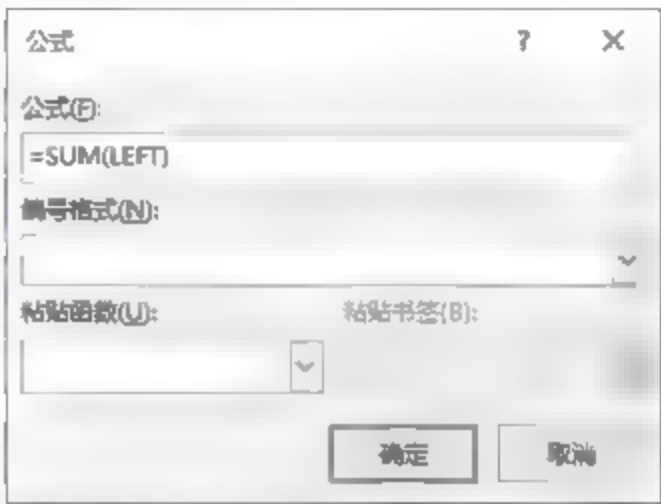 公式 ? ×
公式(F):
=SUM(LEFT)
编号格式(N):
粘贴函数(U): 粘贴书签(B):
确定 取消